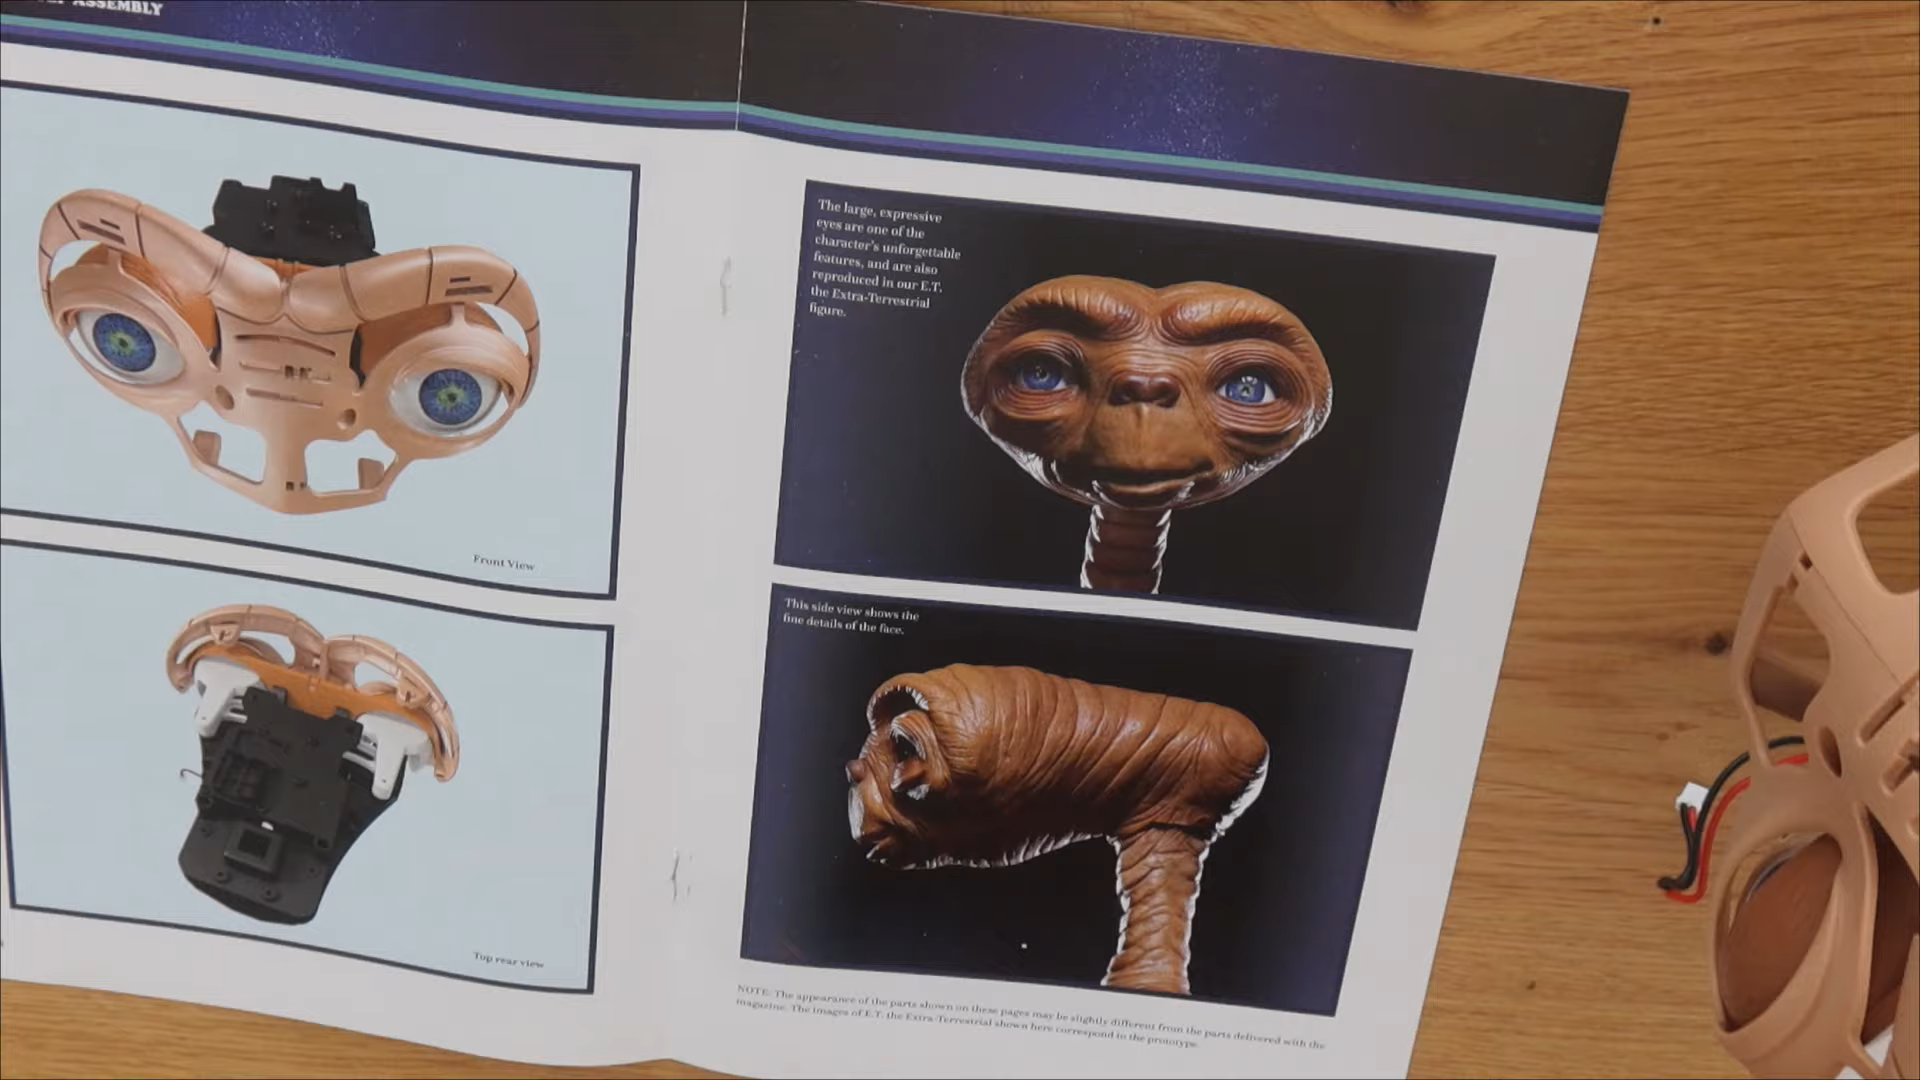 ASSEMBLY
Front View
Top rear view
The large, expressive
eyes are one of the
character's unforgettable
features, and are also
reproduced in our E.T.
the Extra-Terrestrial
figure.
This side view shows the
fine details of the face.
NOTE: The appearance of the parts shown on these pages may be slightly different from the parts delivered with the
magazine. The images of E.T. the Extra-Terrestrial shown here correspond to the prototype.